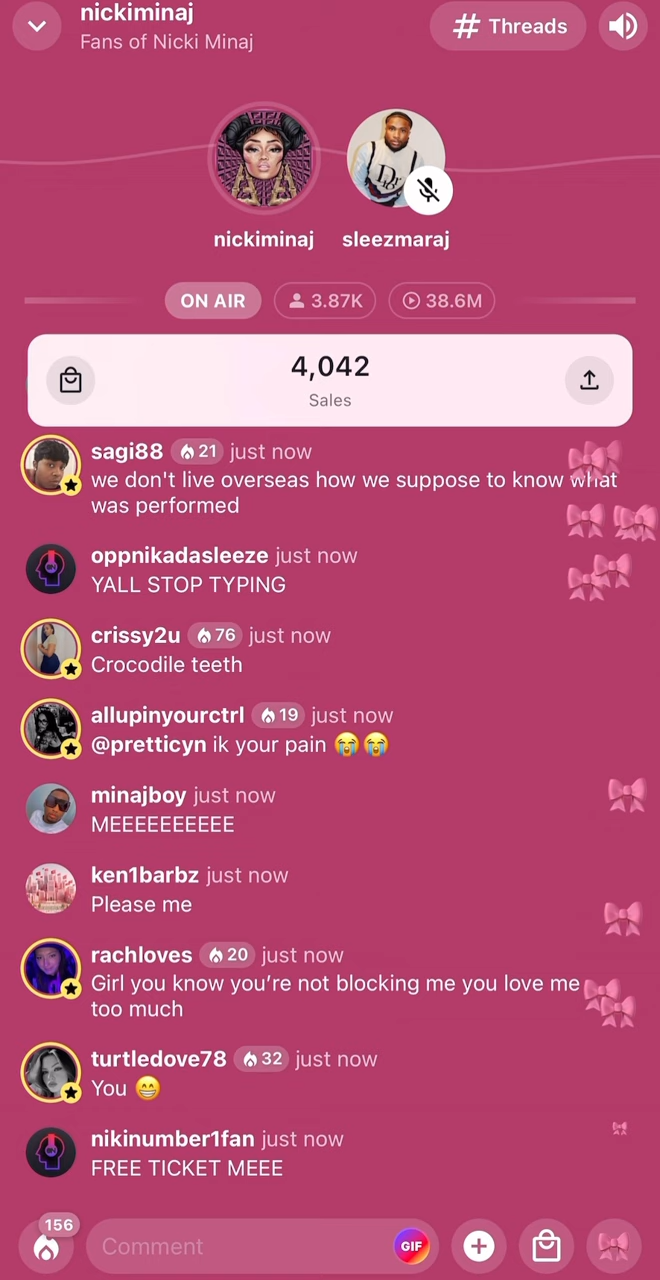 nickiminaj
Fans of Nicki Minaj
Threads
nickiminaj
sleezmaraj
ON AIR
3.87K
38.6M
4,042
Sales
sagi88 21 just now
we don't live overseas how we suppose to know what
was performed
oppnikadasleeze just now
YALL STOP TYPING
crissy2u 76 just now
Crocodile teeth
allupinyourctrl 19 just now
@pretticyn ik your pain 😭😭
minajboy just now
MEEEEEEEEEE
ken1barbz just now
Please me
rachloves 20 just now
Girl you know you’re not blocking me you love me
too much
turtledove78 32 just now
You 😁
nikinumber1fan just now
FREE TICKET MEEE
156
Comment
GIF